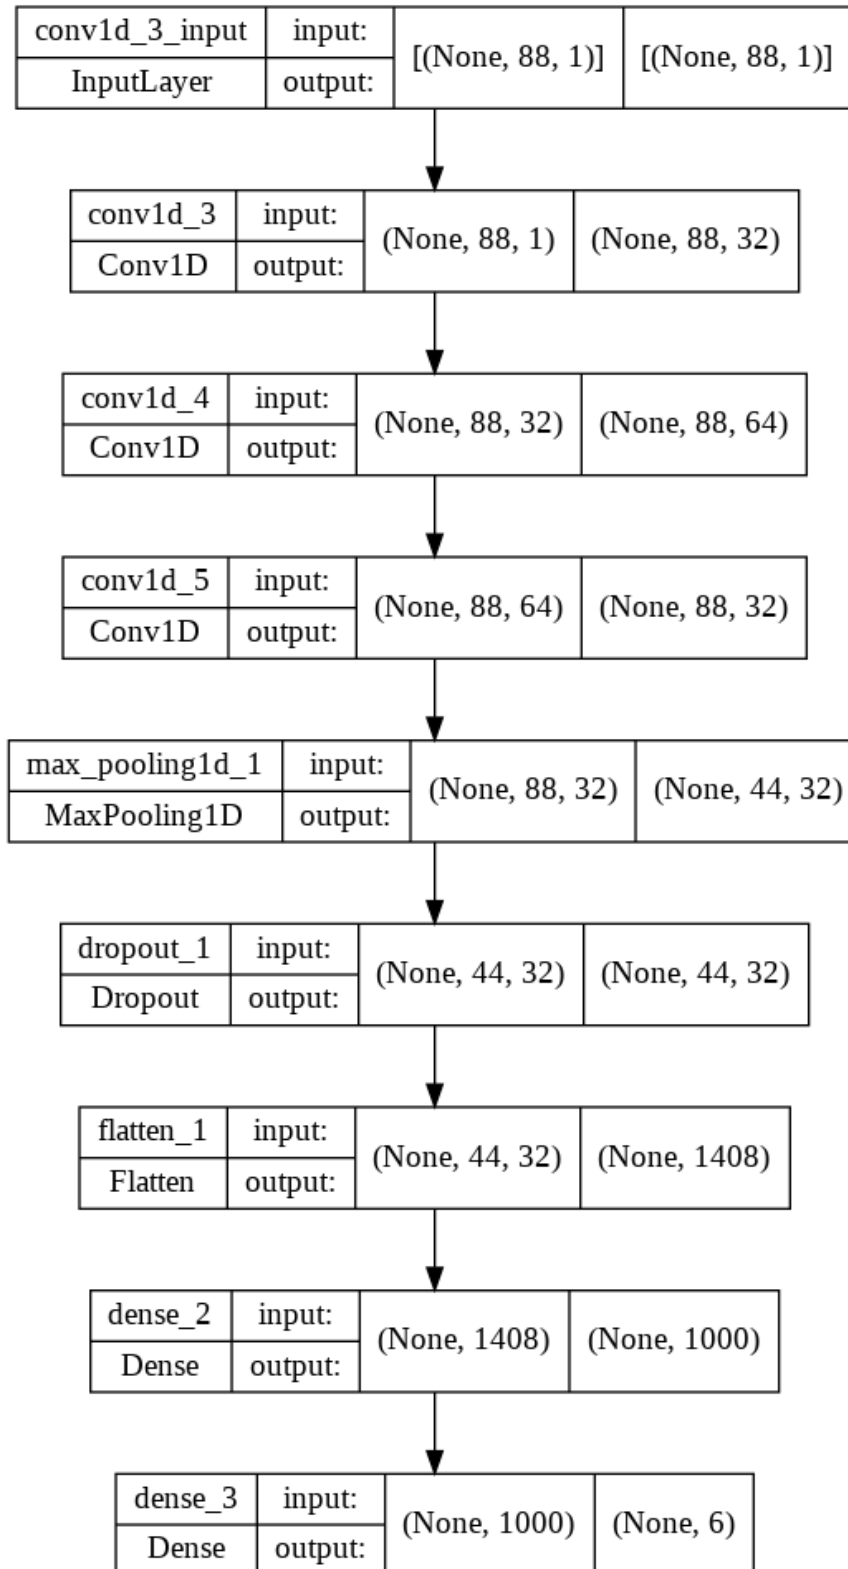 conv1d_3_input input: [(None, 88, 1)] [(None, 88, 1)]
InputLayer output:
conv1d_3 input: (None, 88, 1) (None, 88, 32)
Conv1D output:
conv1d_4 input: (None, 88, 32) (None, 88, 64)
Conv1D output:
conv1d_5 input: (None, 88, 64) (None, 88, 32)
Conv1D output:
max_pooling1d_1 input: (None, 88, 32) (None, 44, 32)
MaxPooling1D output:
dropout_1 input: (None, 44, 32) (None, 44, 32)
Dropout output:
flatten_1 input: (None, 44, 32) (None, 1408)
Flatten output:
dense_2 input: (None, 1408) (None, 1000)
Dense output:
dense_3 input: (None, 1000) (None, 6)
Dense output: